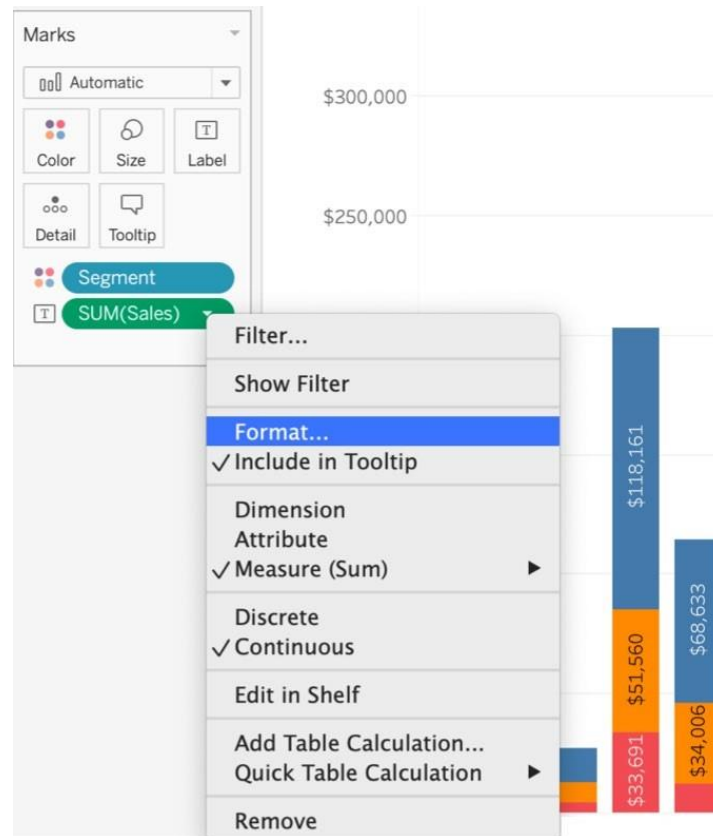 Marks
Automatic
Color Size Label
Detail Tooltip
Segment
T SUM(Sales)
Filter...
Show Filter
Format...
✓ Include in Tooltip
Dimension
Attribute
✓ Measure (Sum)
Discrete
✓ Continuous
Edit in Shelf
Add Table Calculation...
Quick Table Calculation
Remove
$300,000
$250,000
$118,161
$51,560
$33,691
$68,633
$34,006